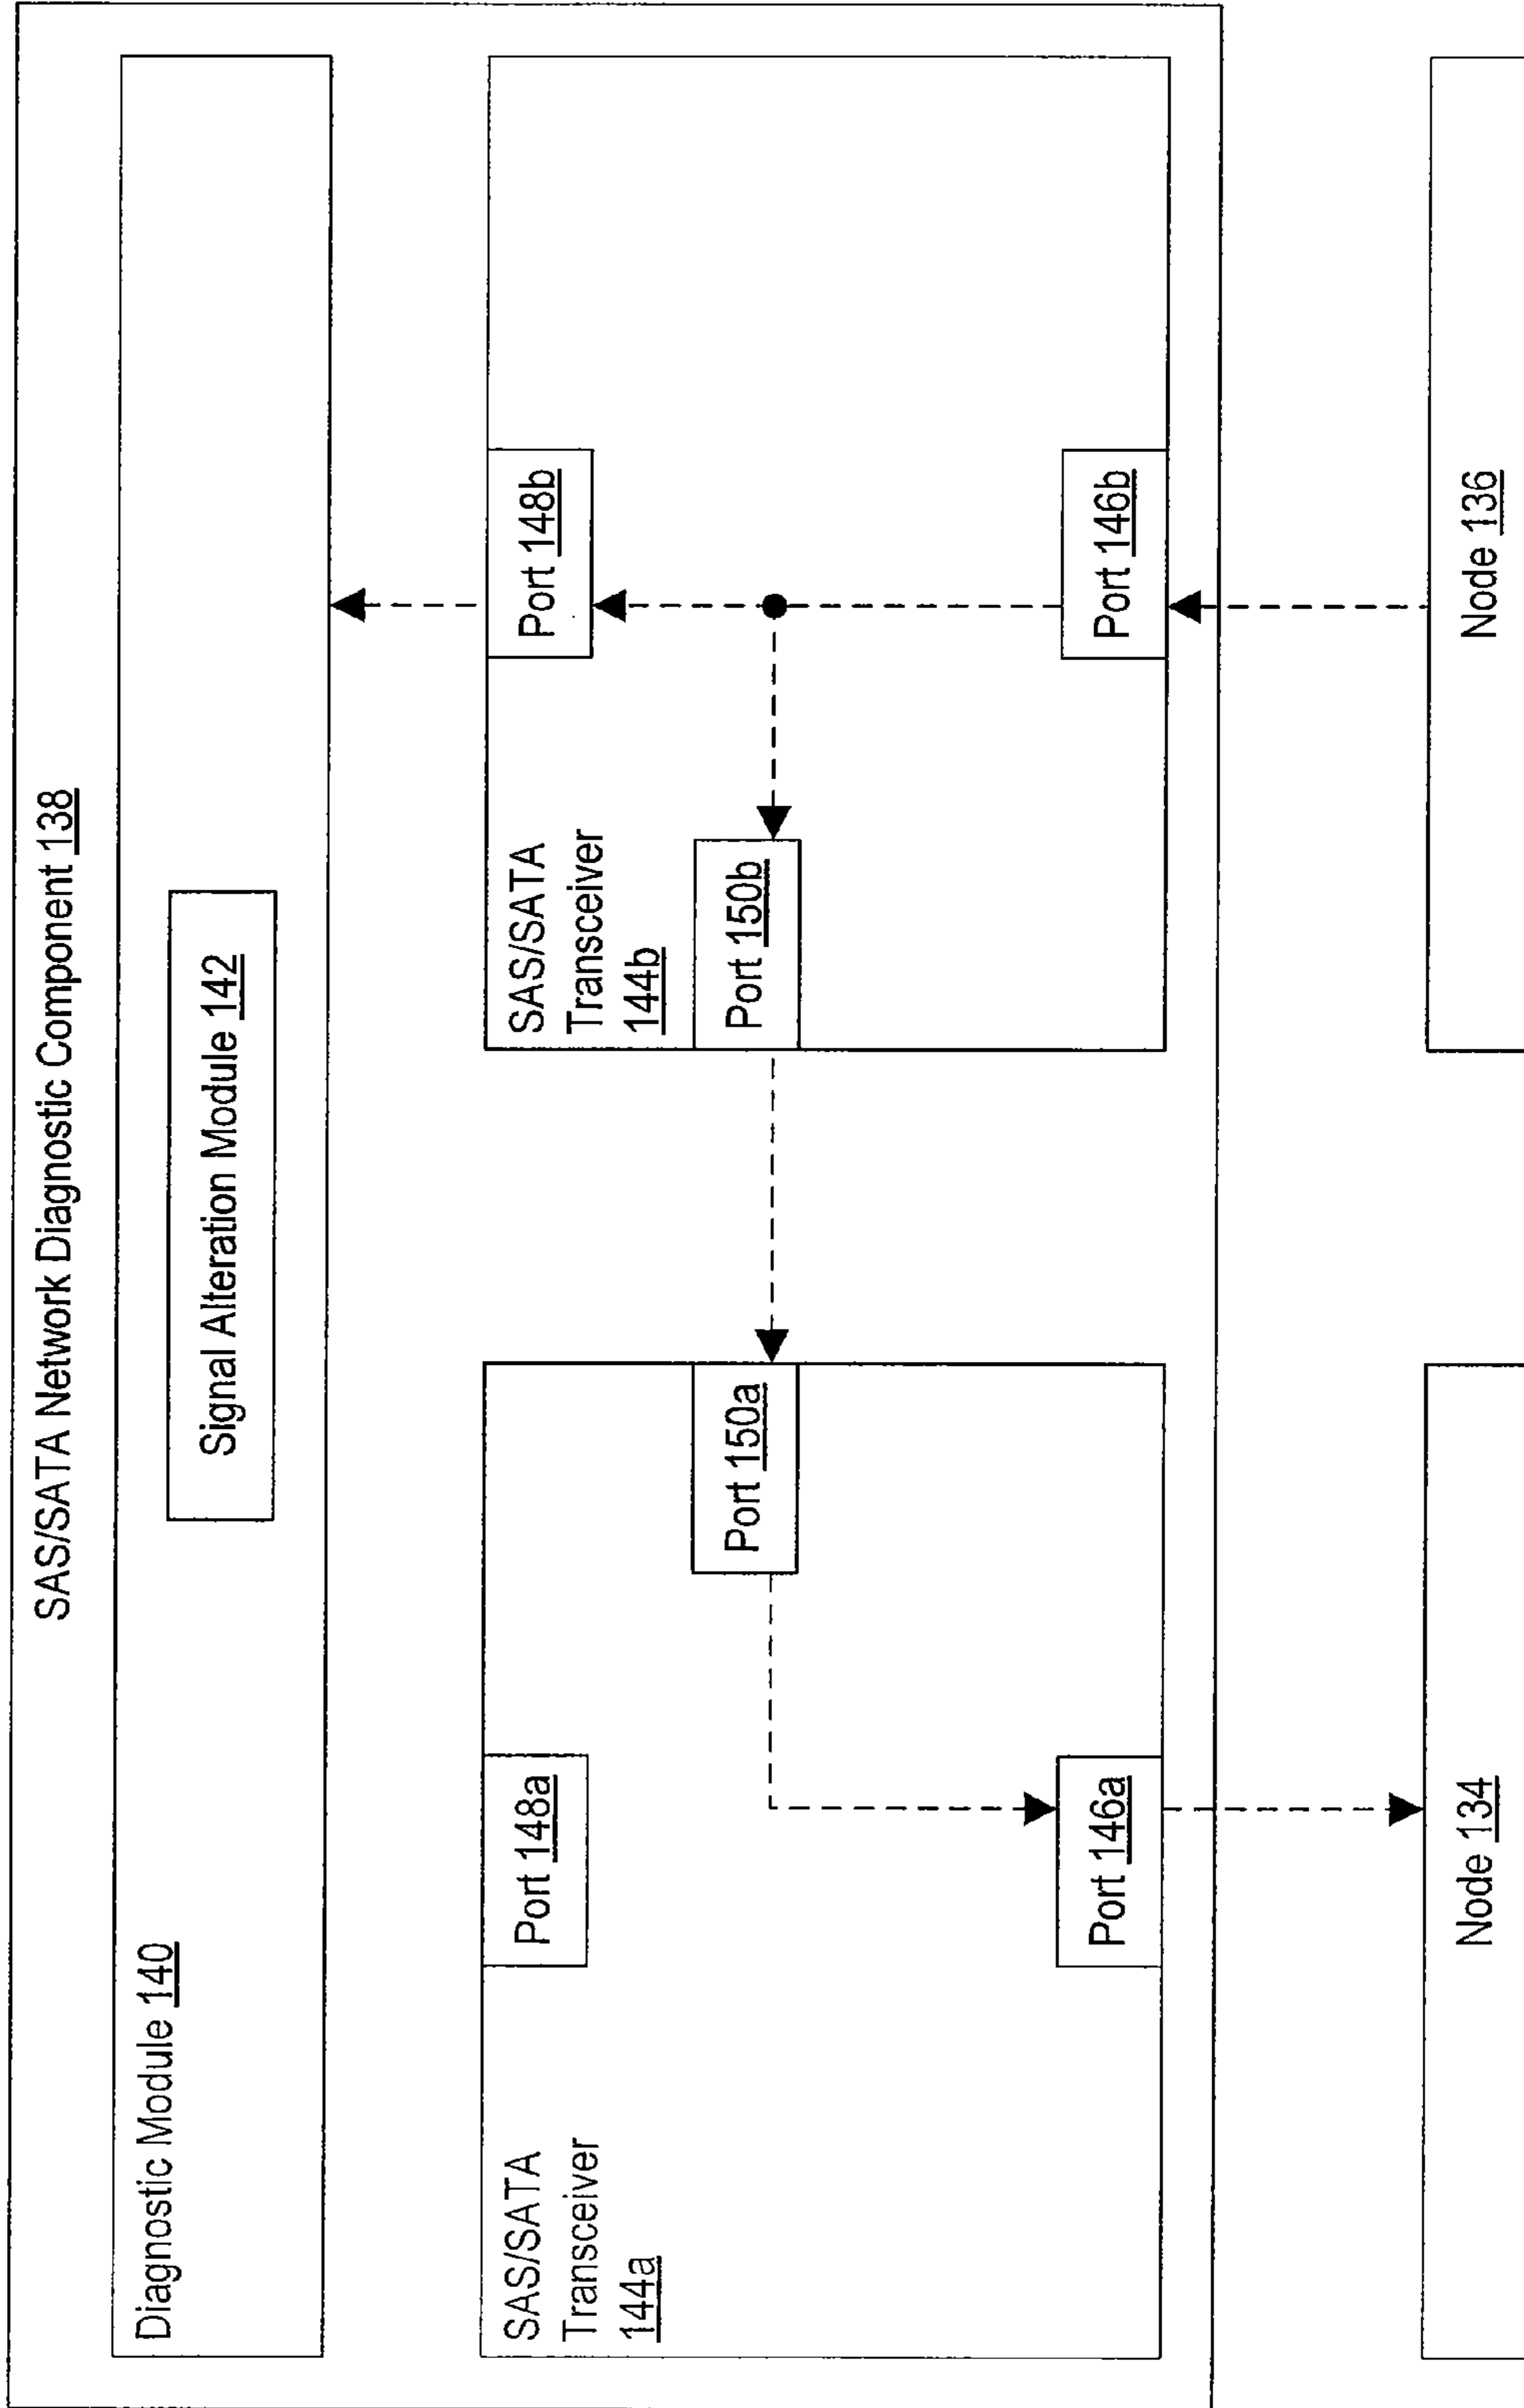 SAS/SATA Network Diagnostic Component 138
Diagnostic Module 140
Signal Alteration Module 142
SAS/SATA
Transceiver
144a
Port 148a
Port 150a
Port 146a
SAS/SATA
Transceiver
144b
Port 148b
Port 150b
Port 146b
Node 134
Node 136